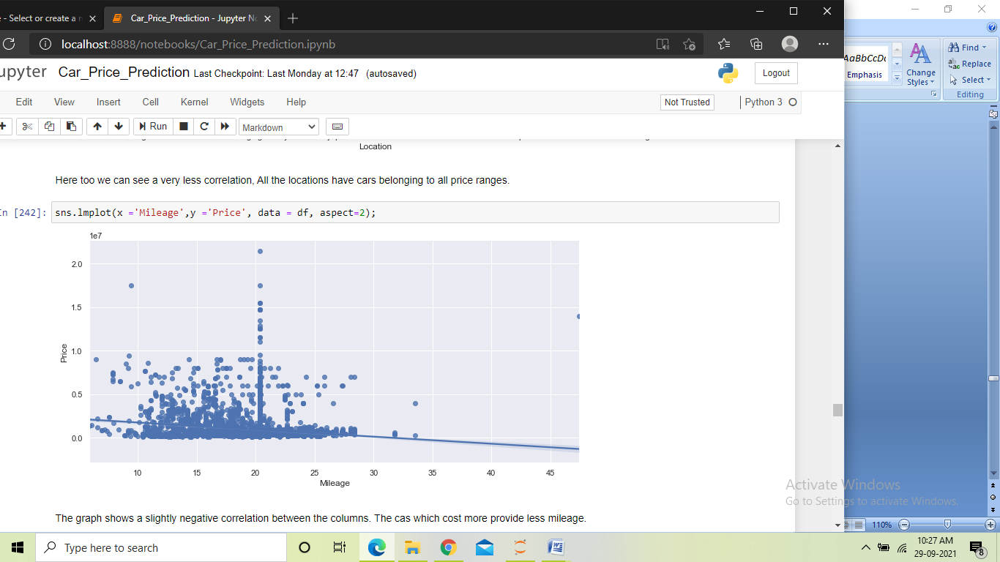 e - Select or create a n
Car_Price_Prediction - Jupyter No
localhost:8888/notebooks/Car_Price_Prediction.ipynb
AaBbCcDc
Emphasis
Change
Styles
Find
Replace
Select
Editing
upyter Car_Price_Prediction Last Checkpoint: Last Monday at 12:47 (autosaved)
Logout
Edit View Insert Cell Kernel Widgets Help
Not Trusted
Python 3
Run
Markdown
Location
Here too we can see a very less correlation, All the locations have cars belonging to all price ranges.
In [242]: sns.lmplot(x ='Mileage',y ='Price', data = df, aspect=2);
1e7
2.0
1.5
1.0
0.5
0.0
Price
10 15 20 25 30 35 40 45
Mileage
The graph shows a slightly negative correlation between the columns. The cas which cost more provide less mileage.
Activate Windows
Go to Settings to activate Windows.
110%
Type here to search
10:27 AM
29-09-2021
8